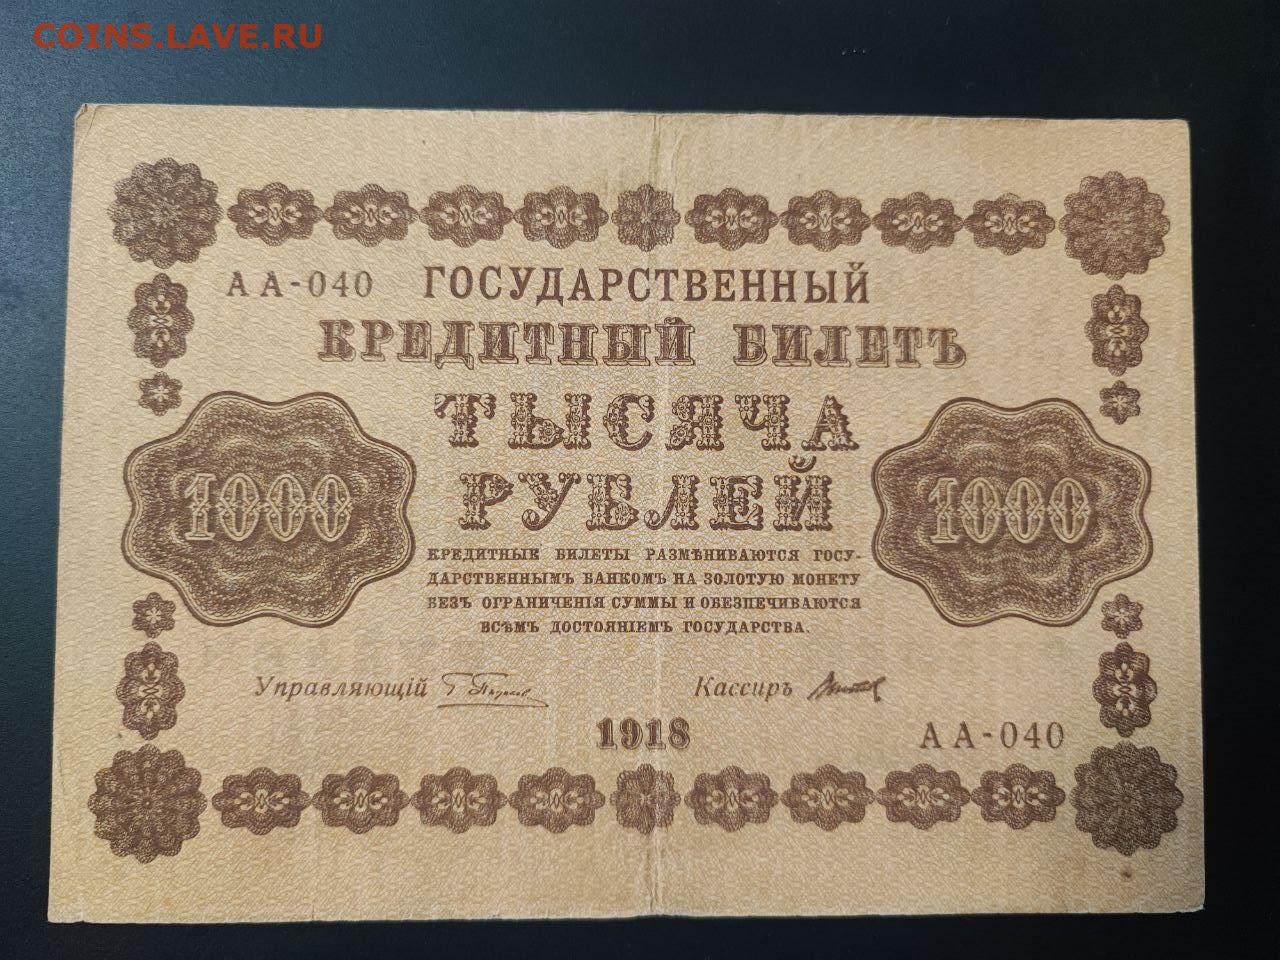 COINS.LAVE.RU
АА-040 ГОСУДАРСТВЕННЫЙ
КРЕДИТНЫЙ БИЛЕТЪ
ТЫСЯЧА
РУБЛЕЙ
1000 1000
КРЕДИТНЫЕ БИЛЕТЫ РАЗМѢНИВАЮТСЯ ГОСУ-
ДАРСТВЕННЫМЪ БАНКОМЪ НА ЗОЛОТУЮ МОНЕТУ
БЕЗЪ ОГРАНИЧЕНІЯ СУММЫ И ОБЕЗПЕЧИВАЮТСЯ
ВСѢМЪ ДОСТОЯНІЕМЪ ГОСУДАРСТВА.
Управляющій Кассиръ
1918
АА-040